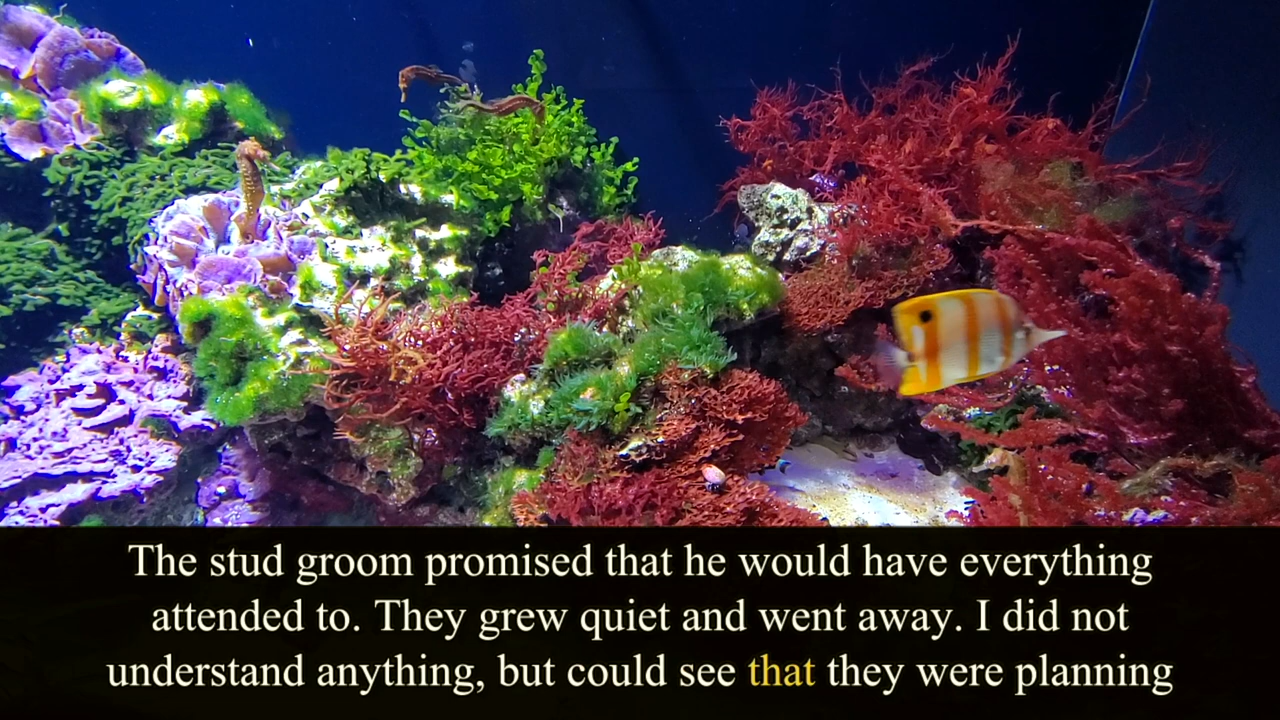 The stud groom promised that he would have everything
attended to. They grew quiet and went away. I did not
understand anything, but could see that they were planning